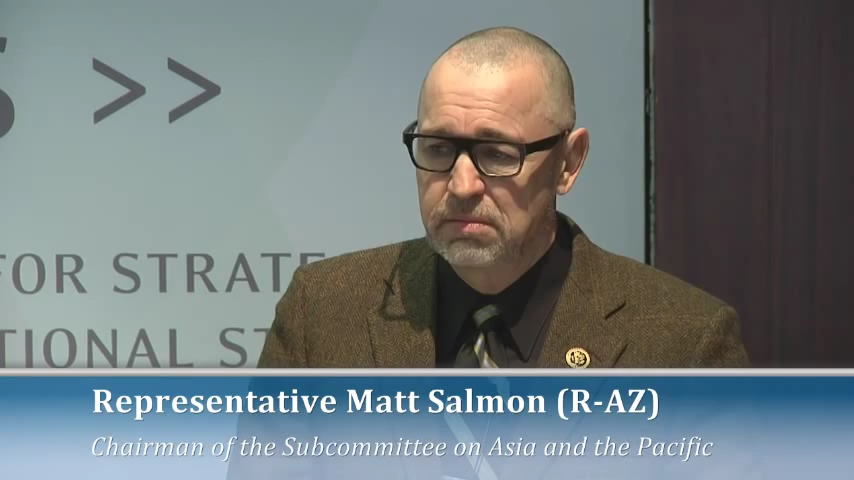 S >>
FOR STRATE
TIONAL ST
Representative Matt Salmon (R-AZ)
Chairman of the Subcommittee on Asia and the Pacific